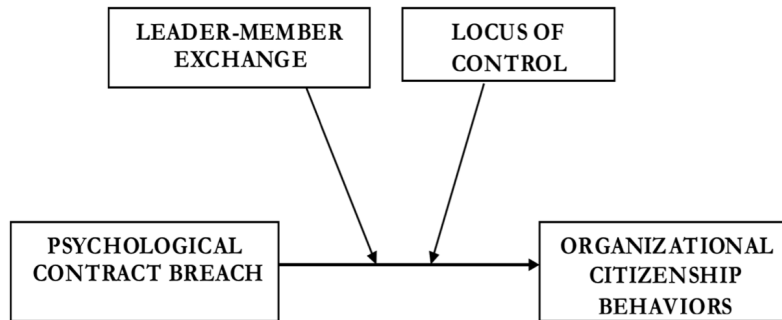 LEADER-MEMBER
EXCHANGE
LOCUS OF
CONTROL
PSYCHOLOGICAL
CONTRACT BREACH
ORGANIZATIONAL
CITIZENSHIP
BEHAVIORS